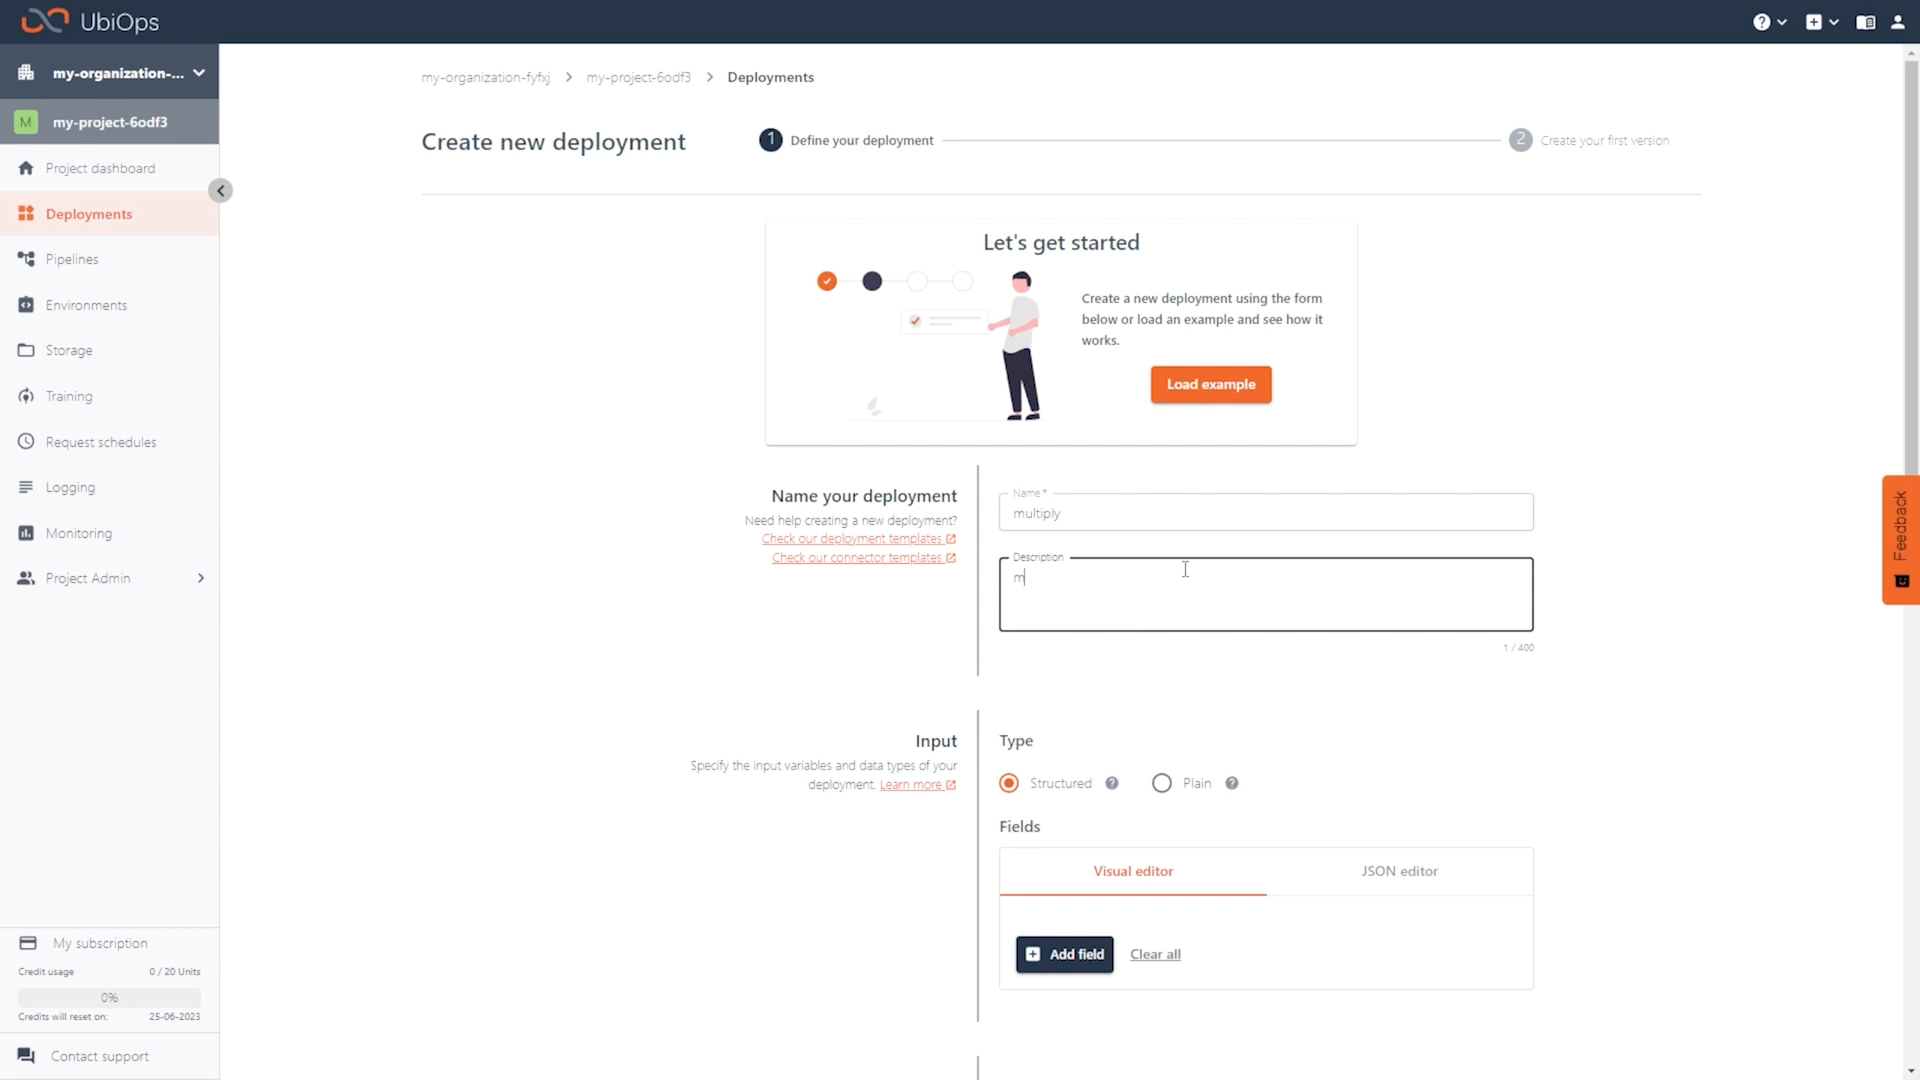 UbiOps
my-organization-...
my-project-6odf3
M
Project dashboard
Deployments
Pipelines
Environments
Storage
Training
Request schedules
Logging
Monitoring
Project Admin
My subscription
Credit usage 0 / 20 Units
0%
Credits will reset on: 25-06-2023
Contact support
my-organization-fyfxj > my-project-6odf3 > Deployments
Create new deployment
1 Define your deployment
2 Create your first version
Let's get started
Create a new deployment using the form
below or load an example and see how it
works.
Load example
Name your deployment
Need help creating a new deployment?
Check our deployment templates
Check our connector templates
Name*
multiply
Description
m
1 / 400
Input
Specify the input variables and data types of your
deployment. Learn more
Type
Structured ? Plain ?
Fields
Visual editor JSON editor
Add field Clear all
Feedback